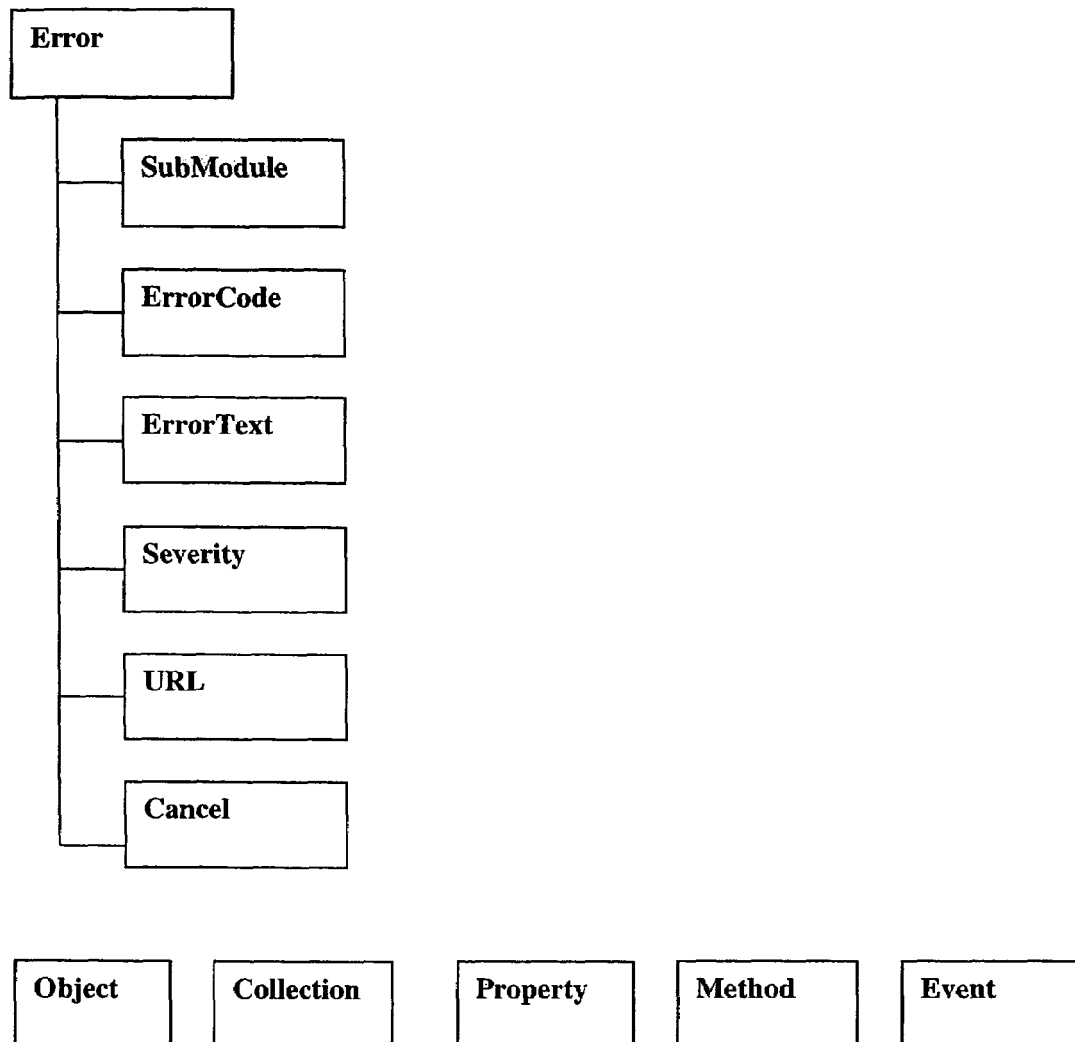 Error
SubModule
ErrorCode
ErrorText
Severity
URL
Cancel
Object Collection Property Method Event